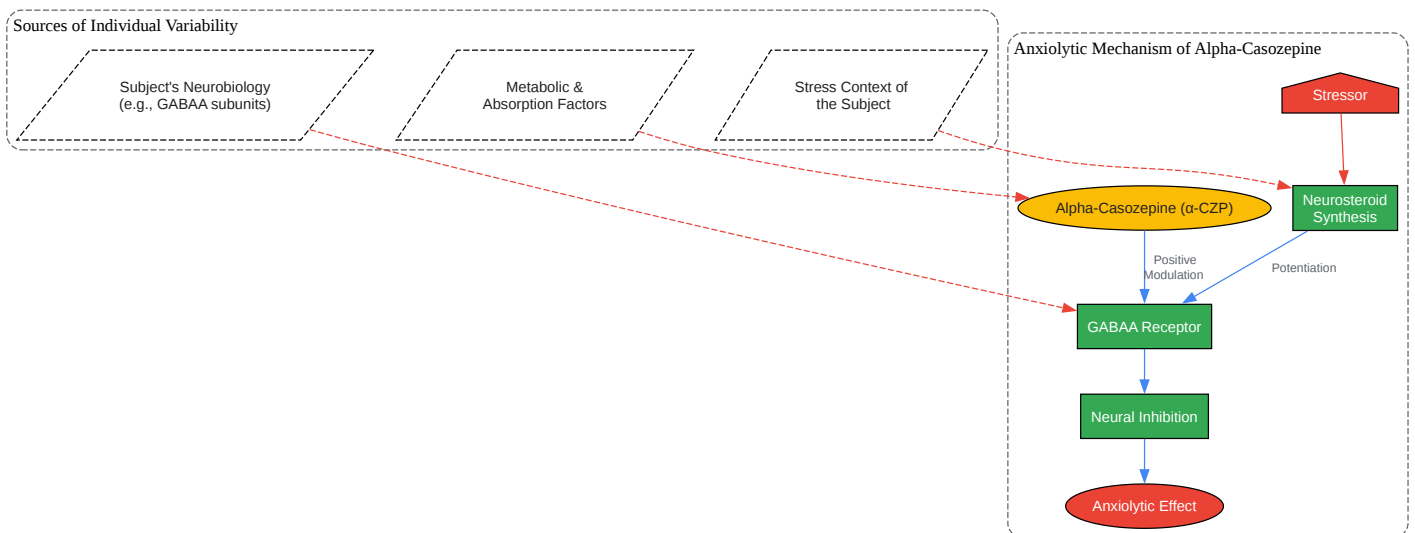 Sources of Individual Variability
Subject's Neurobiology
(e.g., GABAA subunits)
Metabolic &
Absorption Factors
Stress Context of
the Subject
Anxiolytic Mechanism of Alpha-Casozepine
Stressor
Neurosteroid
Synthesis
Alpha-Casozepine (α-CZP)
Positive
Modulation
Potentiation
GABAA Receptor
Neural Inhibition
Anxiolytic Effect